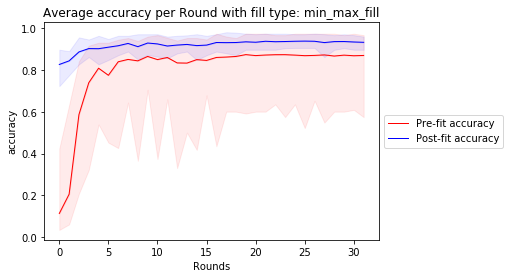 Average accuracy per Round with fill type: min_max_fill
accuracy
1.0
0.8
0.6
0.4
0.2
0.0
0 5 10 15 20 25 30
Rounds
Pre-fit accuracy
Post-fit accuracy